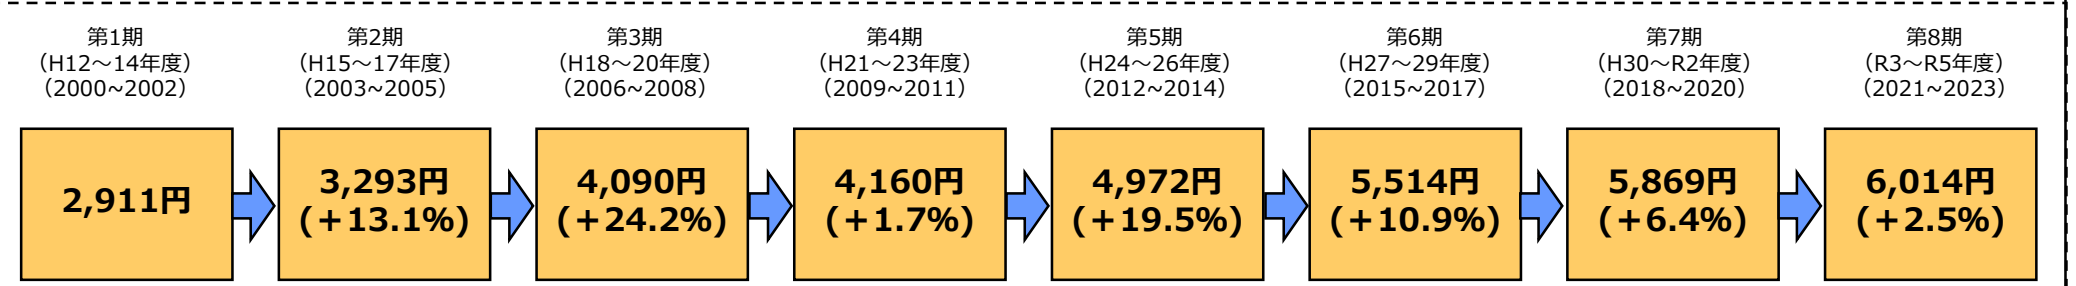 第1期
（H12～14年度）
（2000~2002）
2,911円
第2期
（H15～17年度）
（2003~2005）
3,293円
(＋13.1%)
第3期
（H18～20年度）
（2006~2008）
4,090円
(＋24.2%)
第4期
（H21～23年度）
（2009~2011）
4,160円
(＋1.7%)
第5期
（H24～26年度）
（2012~2014）
4,972円
(＋19.5%)
第6期
（H27～29年度）
（2015~2017）
5,514円
(＋10.9%)
第7期
（H30～R2年度）
（2018~2020）
5,869円
(＋6.4%)
第8期
（R3～R5年度）
（2021~2023）
6,014円
(＋2.5%)